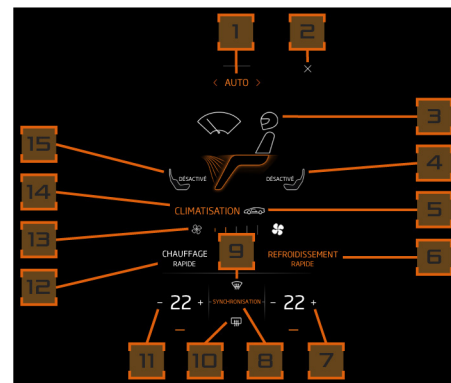 1 2
< AUTO >
3
15 4
DÉSACTIVÉ DÉSACTIVÉ
14 CLIMATISATION 5
13
9
CHAUFFAGE RAPIDE
REFROIDISSEMENT RAPIDE
6
12
- 22 + - SYNCHRONISATION - - 22 +
11 10 8 7